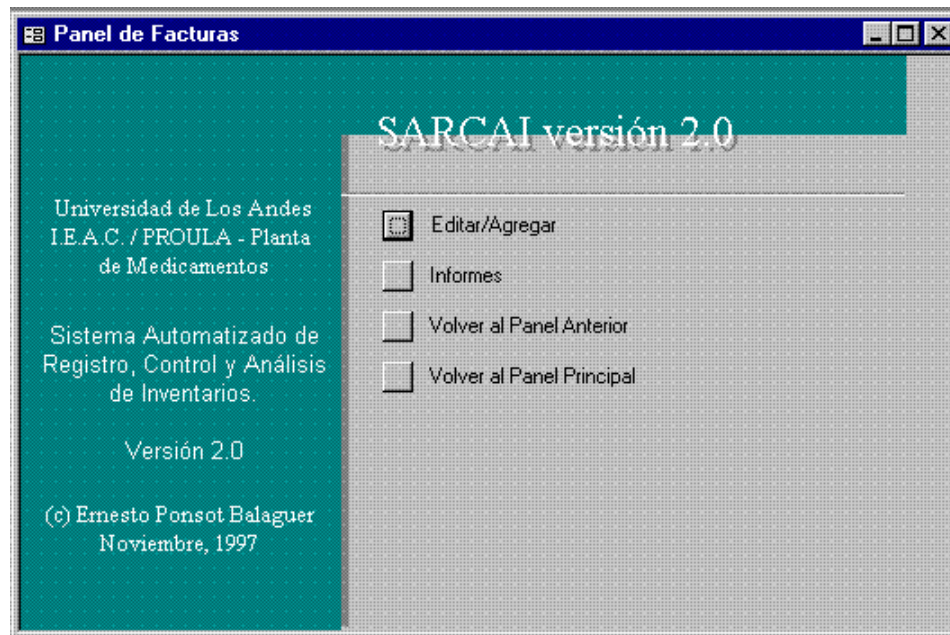 Panel de Facturas
SARCAI versión 2.0
Universidad de Los Andes
I.E.A.C. / PROULA - Planta
de Medicamentos
Sistema Automatizado de
Registro, Control y Análisis
de Inventarios.
Versión 2.0
(c) Ernesto Ponsot Balaguer
Noviembre, 1997
Editar/Agregar
Informes
Volver al Panel Anterior
Volver al Panel Principal